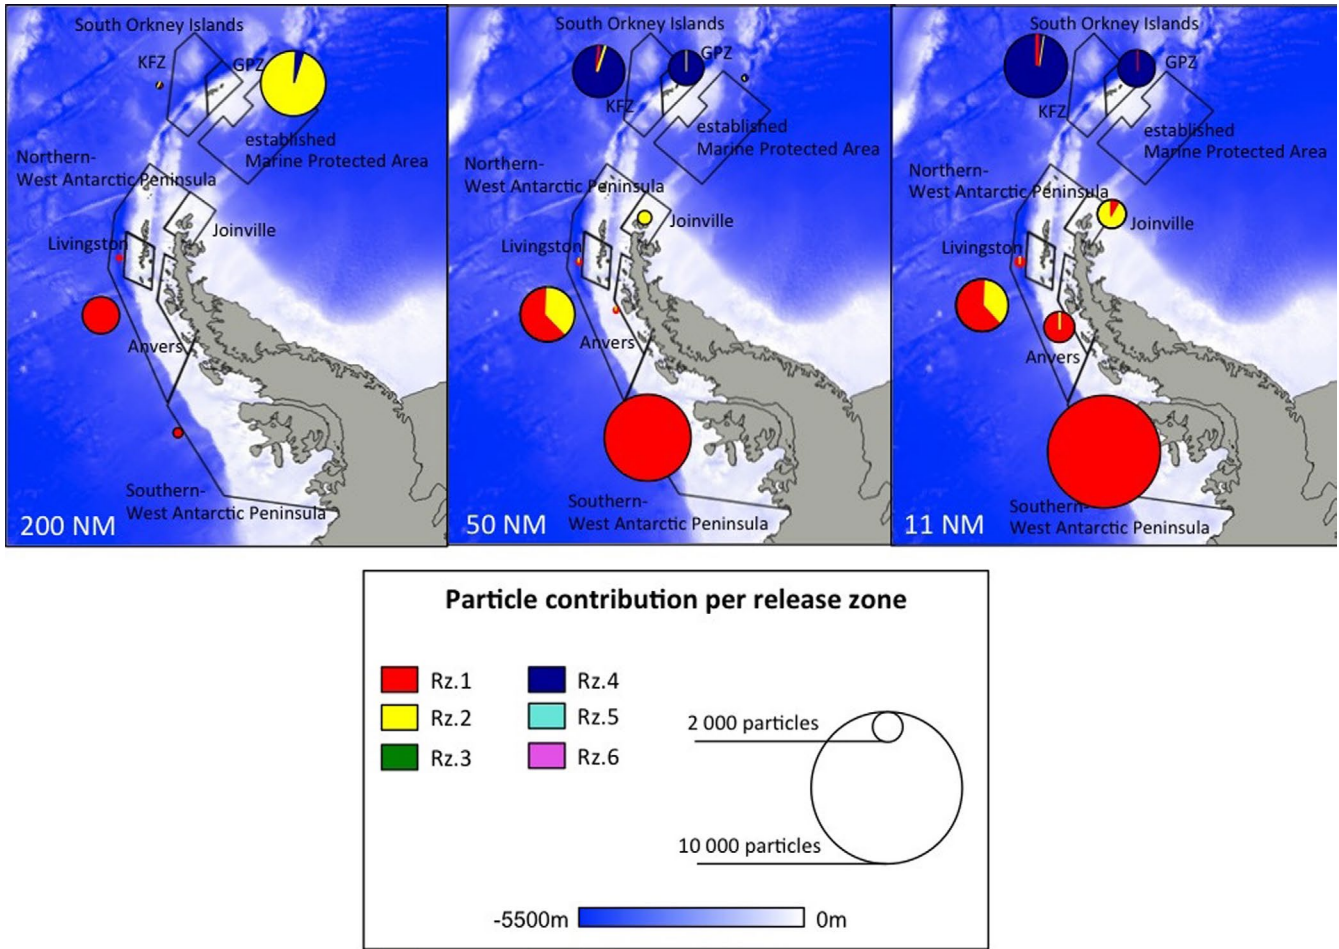 South Orkney Islands
KFZ
GPZ
established
Marine Protected Area
Northern-
West Antarctic Peninsula
Livingston
Joinville
Anvers
Southern-
West Antarctic Peninsula
200 NM
South Orkney Islands
GPZ
KFZ
established
Marine Protected Area
Northern-
West Antarctic Peninsula
Joinville
Livingston
Anvers
Southern-
West Antarctic Peninsula
50 NM
South Orkney Islands
GPZ
KFZ
established
Marine Protected Area
Northern-
West Antarctic Peninsula
Joinville
Livingston
Anvers
Southern-
West Antarctic Peninsula
11 NM
Particle contribution per release zone
Rz.1
Rz.4
Rz.2
Rz.5
Rz.3
Rz.6
2 000 particles
10 000 particles
-5500m
0m